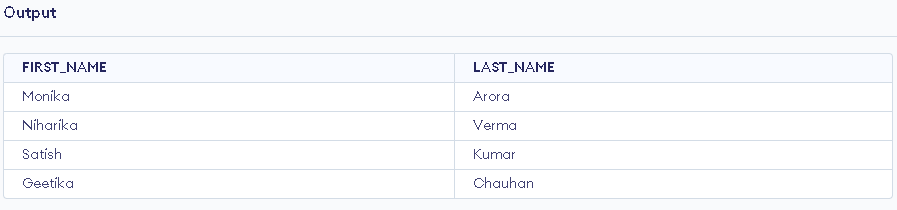 Output
FIRST_NAME LAST_NAME
Monika Arora
Niharika Verma
Satish Kumar
Geetika Chauhan